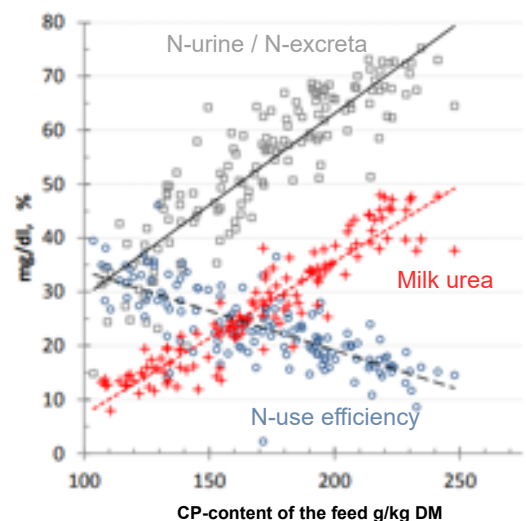 80
N-urine / N-excreta
70
60
50
mg/dl, %
40
Milk urea
30
20
N-use efficiency
10
0
100 150 200 250
CP-content of the feed g/kg DM